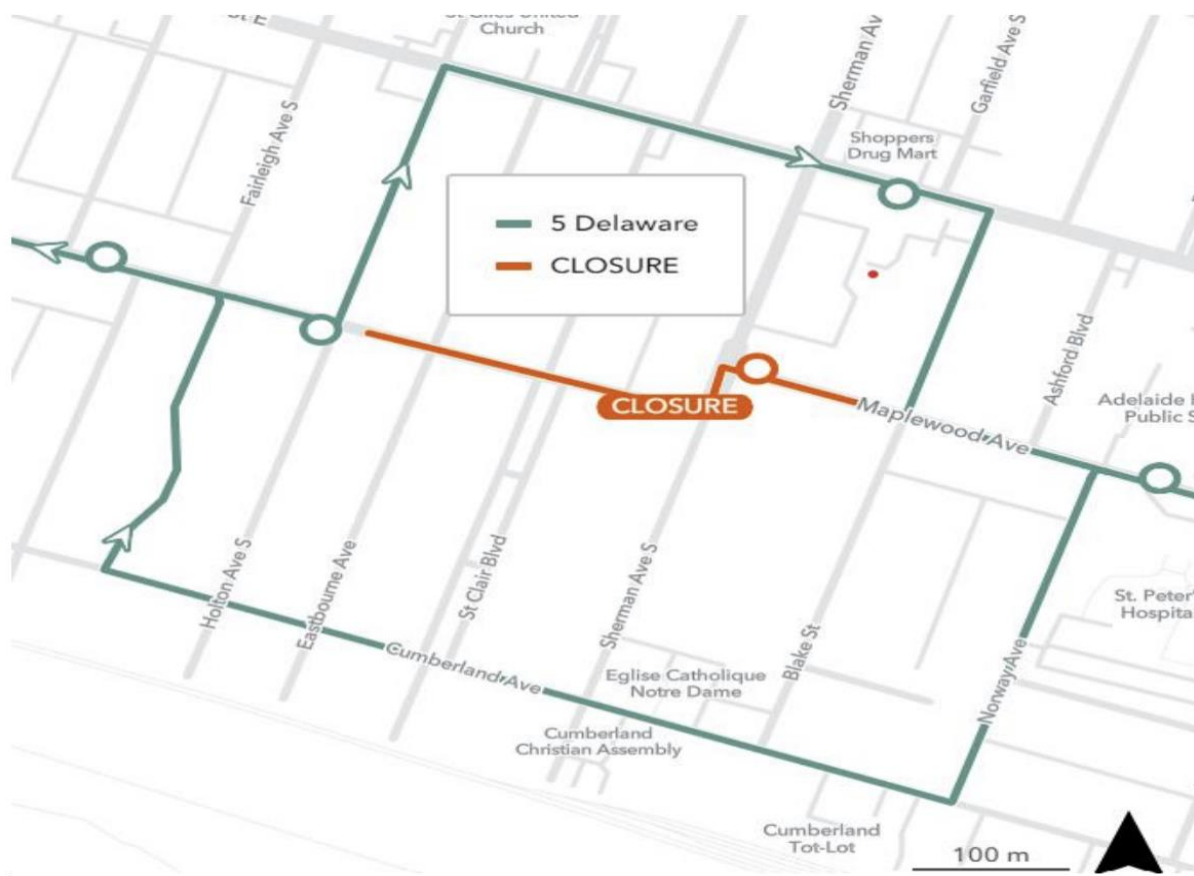 St E
St Giles United
Church
Sherman Av
Garfield Ave S
Fairleigh Ave S
Shoppers
Drug Mart
5 Delaware
CLOSURE
CLOSURE
Maplewood Ave
Ashford Blvd
Adelaide
Public S
Holton Ave S
Eastbourne Ave
St Clair Blvd
Sherman Ave S
Blake St
St. Peter's
Hospita
Cumberland Ave
Eglise Catholique
Notre Dame
Norway Ave
Cumberland
Christian Assembly
Cumberland
Tot-Lot
100 m